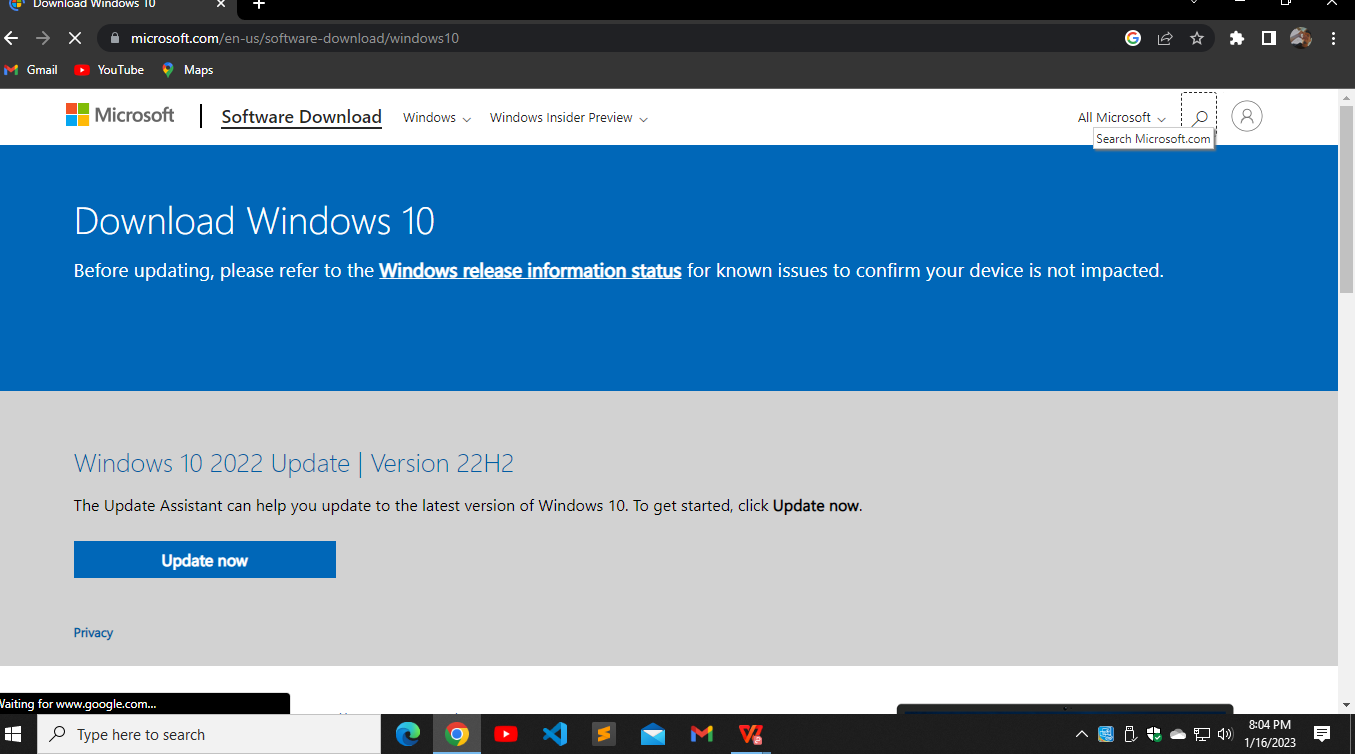 Download Windows 10
microsoft.com/en-us/software-download/windows10
Gmail YouTube Maps
Microsoft Software Download Windows Windows Insider Preview All Microsoft
Search Microsoft.com
Download Windows 10
Before updating, please refer to the Windows release information status for known issues to confirm your device is not impacted.
Windows 10 2022 Update | Version 22H2
The Update Assistant can help you update to the latest version of Windows 10. To get started, click Update now.
Update now
Privacy
Waiting for www.google.com...
Type here to search
8:04 PM
1/16/2023